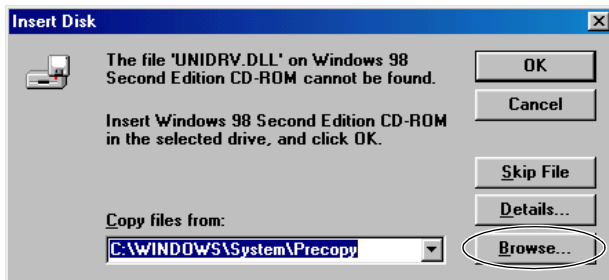 Insert Disk
The file 'UNIDRV.DLL' on Windows 98
Second Edition CD-ROM cannot be found.
Insert Windows 98 Second Edition CD-ROM
in the selected drive, and click OK.
Copy files from:
C:\WINDOWS\System\Precopy
OK
Cancel
Skip File
Details...
Browse...